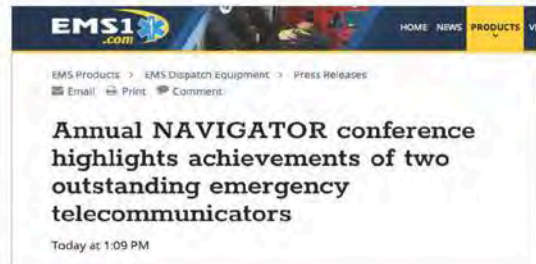 EMS1
.com
HOME NEWS PRODUCTS
EMS Products > EMS Dispatch Equipment > Press Releases
Email Print Comment
Annual NAVIGATOR conference
highlights achievements of two
outstanding emergency
telecommunicators
Today at 1:09 PM